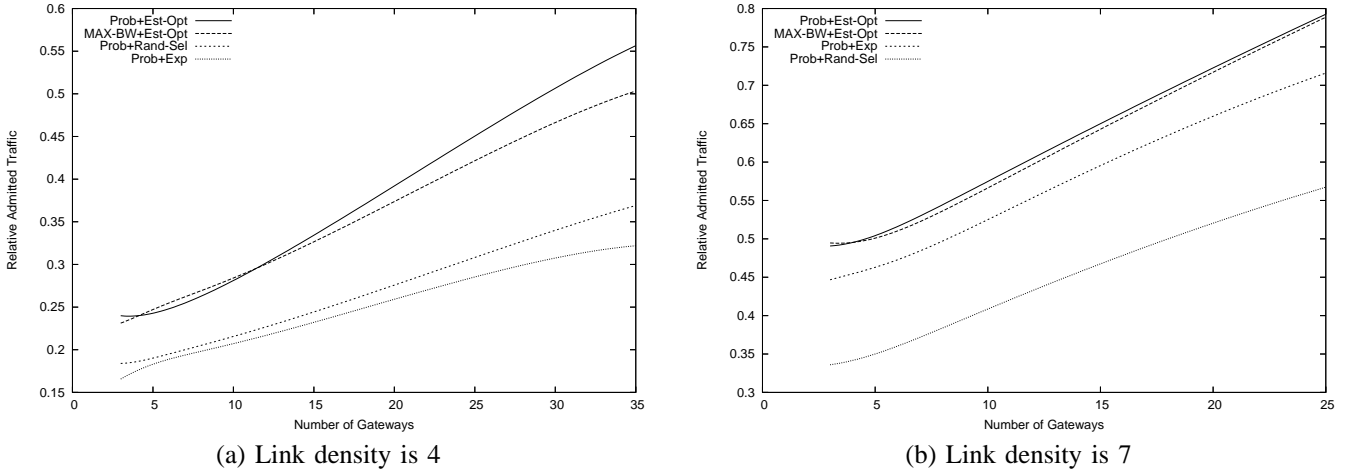 0.6
0.55
0.5
0.45
0.4
0.35
0.3
0.25
0.2
0.15
0 5 10 15 20 25 30 35
Relative Admitted Traffic
Number of Gateways
Prob+Est-Opt
MAX-BW+Est-Opt
Prob+Rand-Sel
Prob+Exp
(a) Link density is 4
0.8
0.75
0.7
0.65
0.6
0.55
0.5
0.45
0.4
0.35
0.3
0 5 10 15 20 25
Relative Admitted Traffic
Number of Gateways
Prob+Est-Opt
MAX-BW+Est-Opt
Prob+Exp
Prob+Rand-Sel
(b) Link density is 7